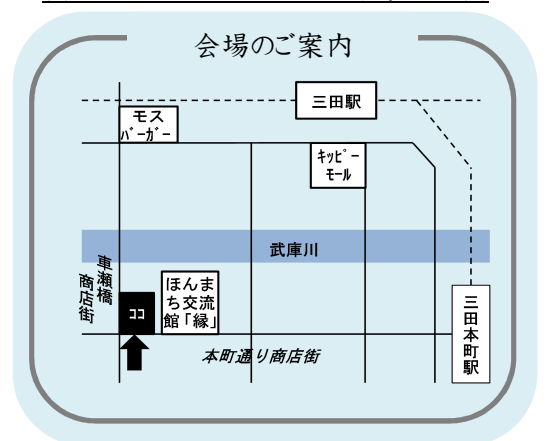 会場のご案内
三田駅
モス
ﾊﾞｰｶﾞｰ
ｷｯﾋﾟｰ
モール
武庫川
車瀬橋
商店街
ココ
ほんま
ち交流
館「縁」
三田本町駅
本町通り商店街